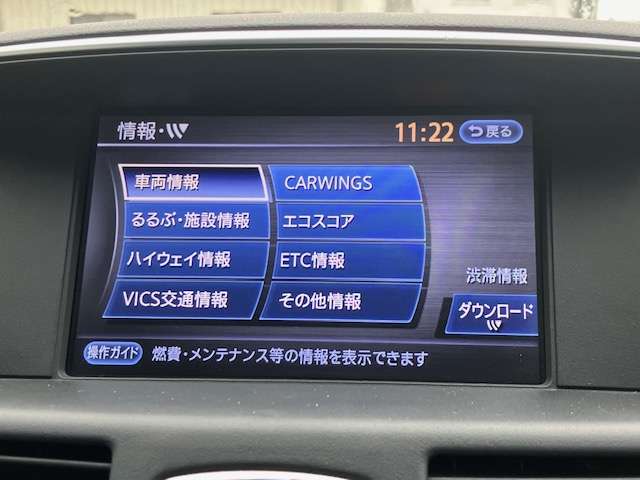 情報・
11:22
戻る
車両情報
CARWINGS
るるぶ・施設情報
エコスコア
ハイウェイ情報
ETC情報
VICS交通情報
その他情報
渋滞情報
ダウンロード
操作ガイド 燃費・メンテナンス等の情報を表示できます